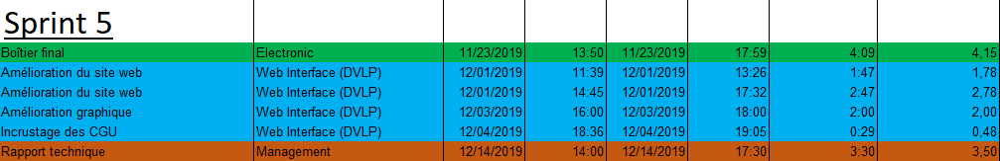 Sprint 5
Boîtier final Electronic 11/23/2019 13:50 11/23/2019 17:59 4:09 4,15
Amélioration du site web Web Interface (DVLP) 12/01/2019 11:39 12/01/2019 13:26 1:47 1,78
Amélioration du site web Web Interface (DVLP) 12/01/2019 14:45 12/01/2019 17:32 2:47 2,78
Amélioration graphique Web Interface (DVLP) 12/03/2019 16:00 12/03/2019 18:00 2:00 2,00
Incrustage des CGU Web Interface (DVLP) 12/04/2019 18:36 12/04/2019 19:05 0:29 0,48
Rapport technique Management 12/14/2019 14:00 12/14/2019 17:30 3:30 3,50